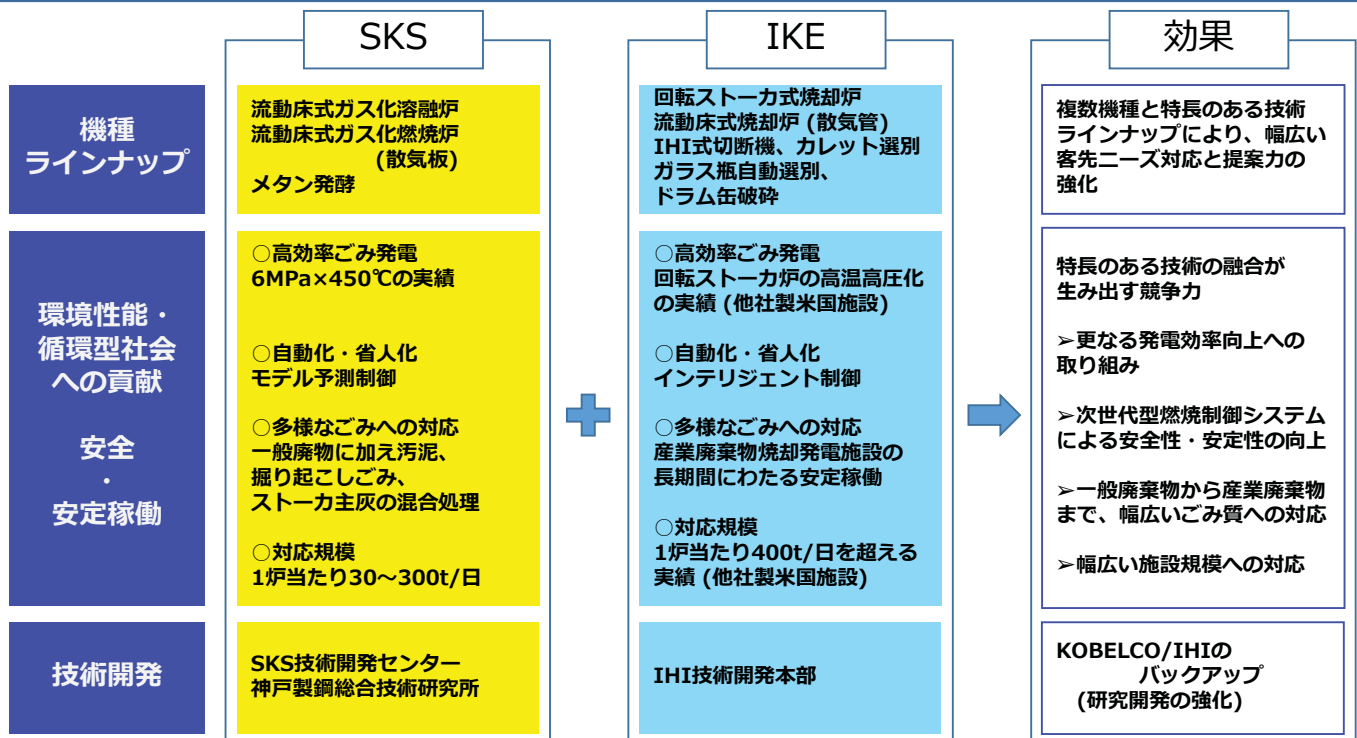 SKS
IKE
効果
機種
ラインナップ
流動床式ガス化溶融炉
流動床式ガス化燃焼炉
(散気板)
メタン発酵
回転ストーカ式焼却炉
流動床式焼却炉 (散気管)
IHI式切断機、カレット選別
ガラス瓶自動選別、
ドラム缶破砕
複数機種と特長のある技術
ラインナップにより、幅広い
客先ニーズ対応と提案力の
強化
環境性能・
循環型社会
への貢献
安全
・
安定稼働
○高効率ごみ発電
6MPa×450℃の実績
○自動化・省人化
モデル予測制御
○多様なごみへの対応
一般廃物に加え汚泥、
掘り起こしごみ、
ストーカ主灰の混合処理
○対応規模
1炉当たり30～300t/日
○高効率ごみ発電
回転ストーカ炉の高温高圧化
の実績 (他社製米国施設)
○自動化・省人化
インテリジェント制御
○多様なごみへの対応
産業廃棄物焼却発電施設の
長期間にわたる安定稼働
○対応規模
1炉当たり400t/日を超える
実績 (他社製米国施設)
特長のある技術の融合が
生み出す競争力
➢更なる発電効率向上への
取り組み
➢次世代型燃焼制御システム
による安全性・安定性の向上
➢一般廃棄物から産業廃棄物
まで、幅広いごみ質への対応
➢幅広い施設規模への対応
技術開発
SKS技術開発センター
神戸製鋼総合技術研究所
IHI技術開発本部
KOBELCO/IHIの
バックアップ
(研究開発の強化)